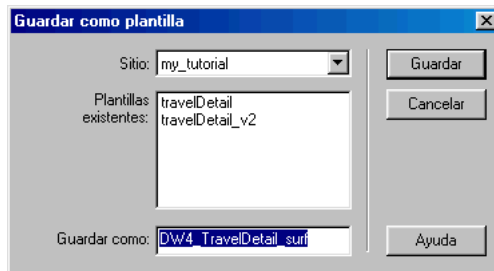 Guardar como plantilla
Sitio: my_tutorial
Guardar
Plantillas existentes:
travelDetail
travelDetail_v2
Cancelar
Guardar como: DW4_TravelDetail_surf
Ayuda